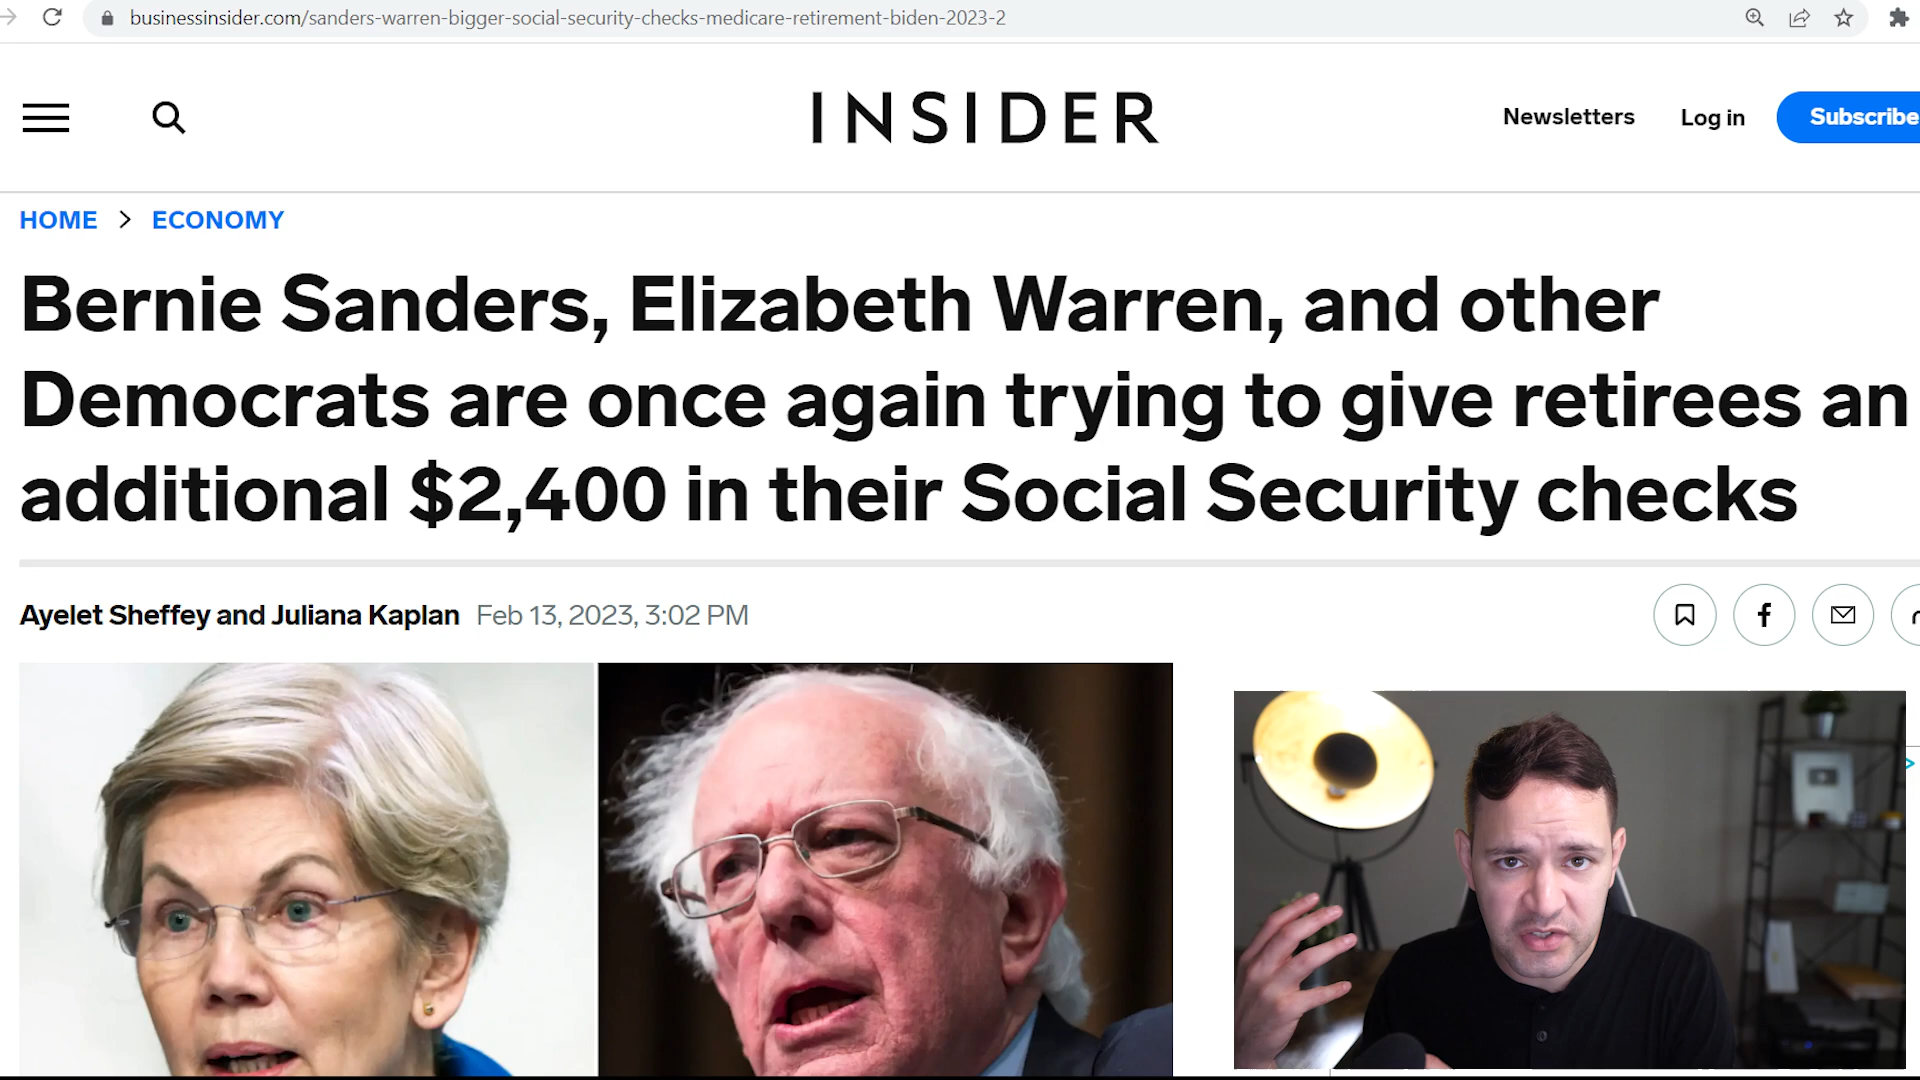 businessinsider.com/sanders-warren-bigger-social-security-checks-medicare-retirement-biden-2023-2
INSIDER
Newsletters
Log in
Subscribe
HOME > ECONOMY
Bernie Sanders, Elizabeth Warren, and other
Democrats are once again trying to give retirees an
additional $2,400 in their Social Security checks
Ayelet Sheffey and Juliana Kaplan Feb 13, 2023, 3:02 PM